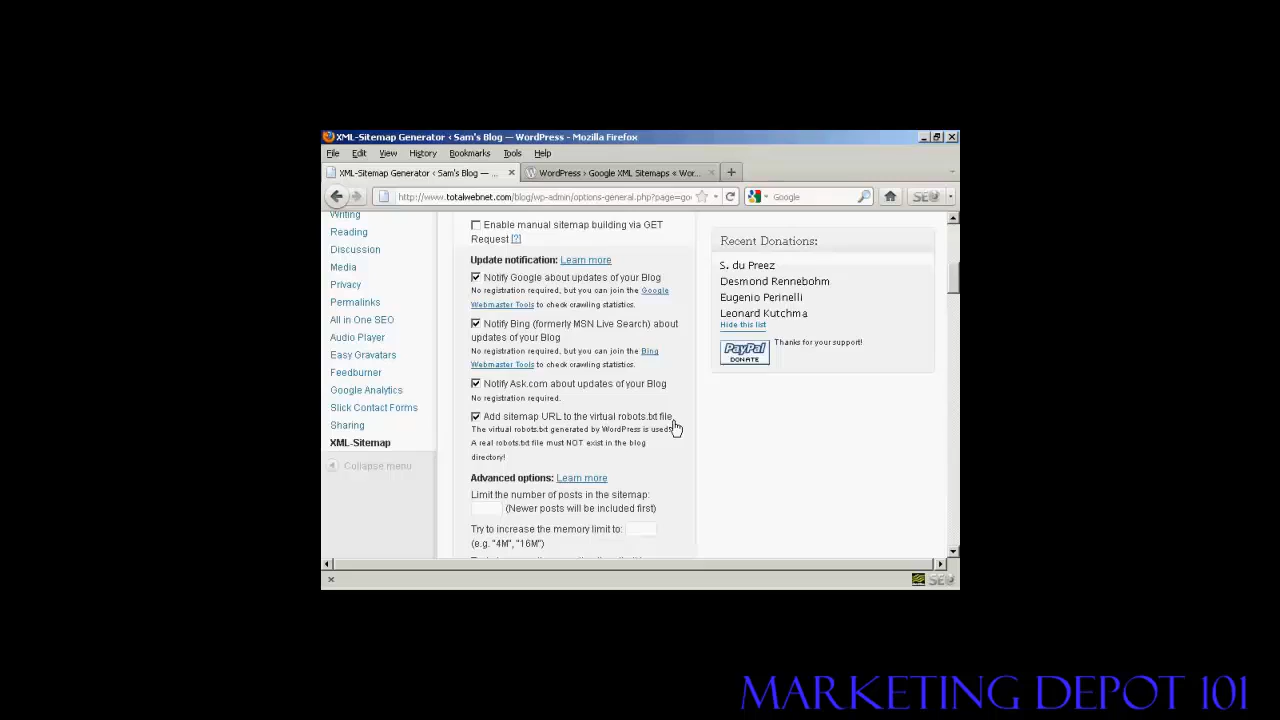 XML-Sitemap Generator ‹ Sam's Blog — WordPress - Mozilla Firefox
File Edit View History Bookmarks Tools Help
XML-Sitemap Generator ‹ Sam's Blog — ... WordPress › Google XML Sitemaps « Wor...
http://www.totalwebnet.com/blog/wp-admin/options-general.php?page=goo Google SEO
Writing
Reading
Discussion
Media
Privacy
Permalinks
All in One SEO
Audio Player
Easy Gravatars
Feedburner
Google Analytics
Slick Contact Forms
Sharing
XML-Sitemap
Collapse menu
Enable manual sitemap building via GET
Request [?]
Update notification: Learn more
Notify Google about updates of your Blog
No registration required, but you can join the Google
Webmaster Tools to check crawling statistics.
Notify Bing (formerly MSN Live Search) about
updates of your Blog
No registration required, but you can join the Bing
Webmaster Tools to check crawling statistics.
Notify Ask.com about updates of your Blog
No registration required.
Add sitemap URL to the virtual robots.txt file.
The virtual robots.txt generated by WordPress is used.
A real robots.txt file must NOT exist in the blog
directory!
Advanced options: Learn more
Limit the number of posts in the sitemap:
(Newer posts will be included first)
Try to increase the memory limit to:
(e.g. "4M", "16M")
Recent Donations:
S. du Preez
Desmond Rennebohm
Eugenio Perinelli
Leonard Kutchma
Hide this list
PayPal
DONATE
Thanks for your support!
SEO
MARKETING DEPOT 101